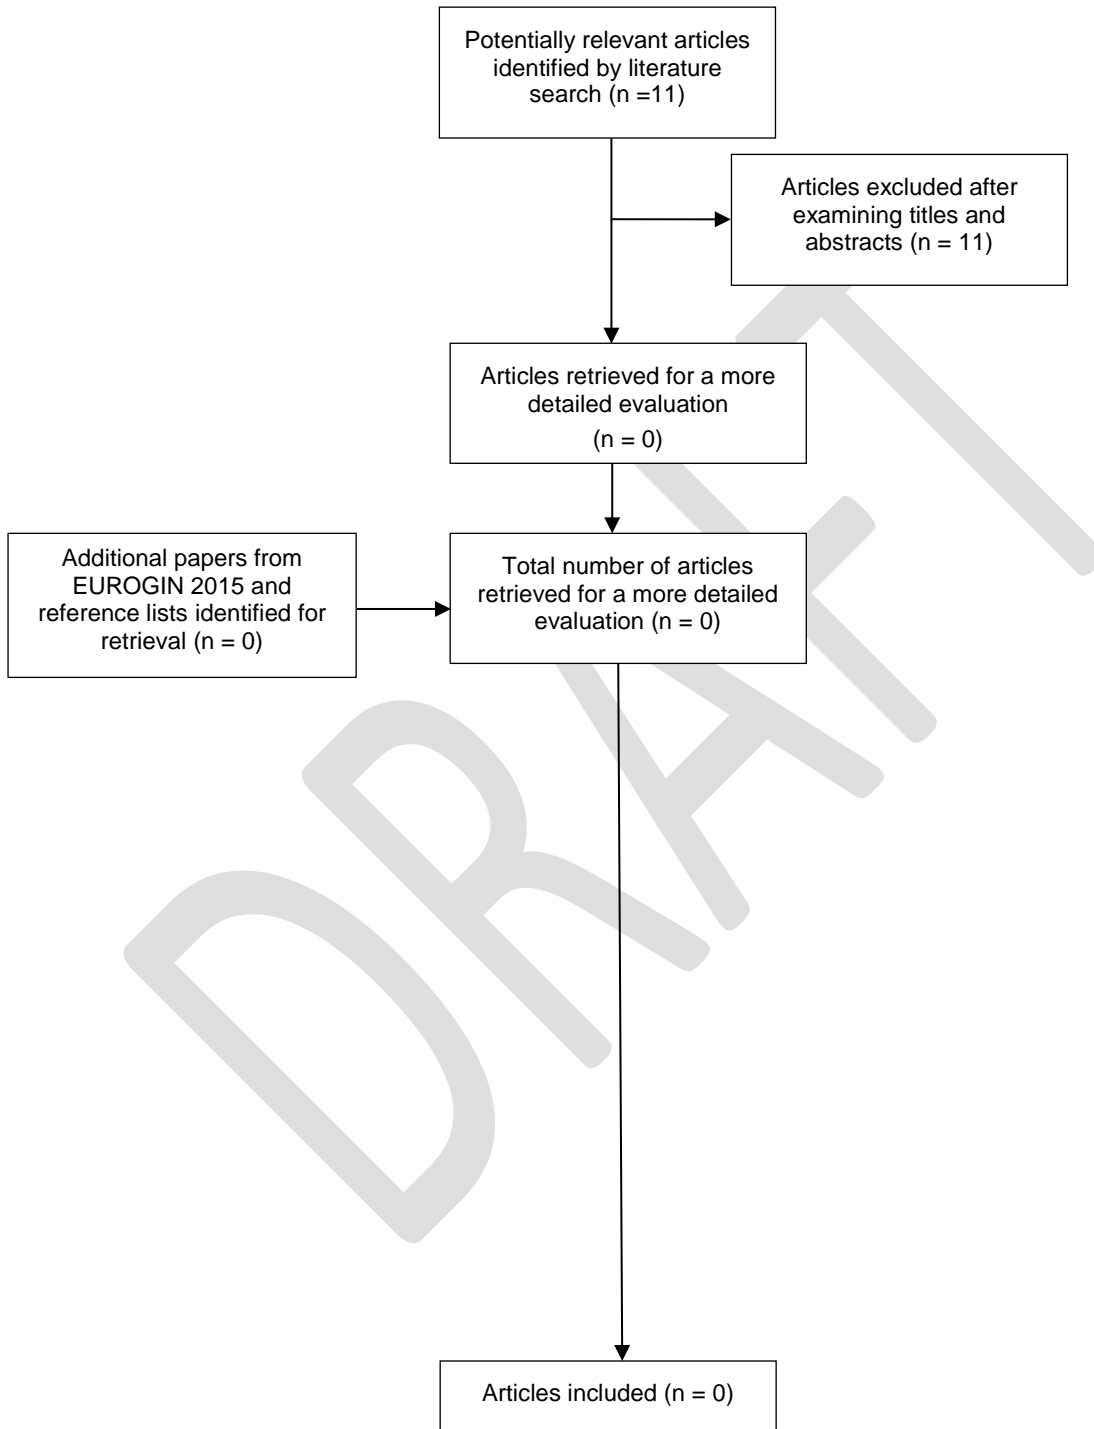 Potentially relevant articles
identified by literature
search (n =11)
Articles excluded after
examining titles and
abstracts (n = 11)
Articles retrieved for a more
detailed evaluation
(n = 0)
Additional papers from
EUROGIN 2015 and
reference lists identified for
retrieval (n = 0)
Total number of articles
retrieved for a more detailed
evaluation (n = 0)
Articles included (n = 0)
DRAFT